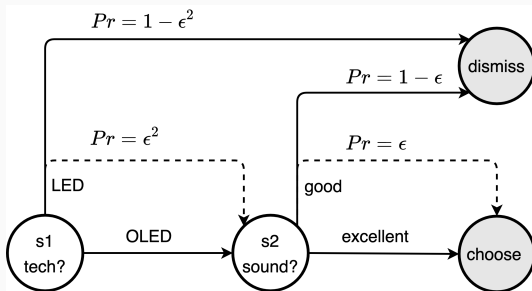 Pr = 1 − ϵ²
dismiss
Pr = 1 − ϵ
Pr = ϵ²
Pr = ϵ
LED
good
s1
tech?
OLED
s2
sound?
excellent
choose